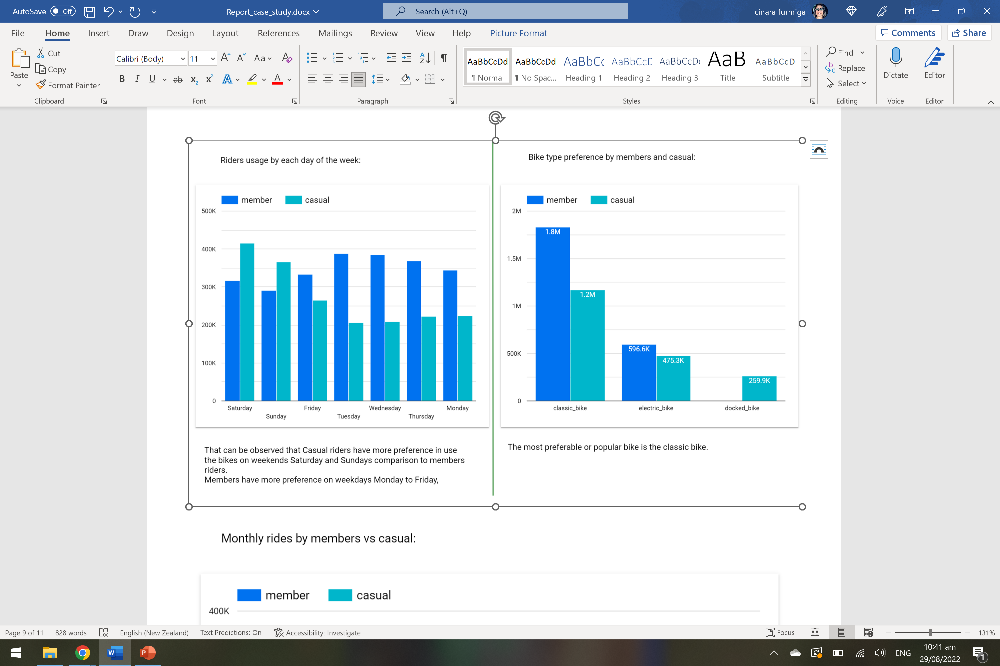 AutoSave Off Report_case_study.docx Search (Alt+Q) cinara furmiga
File Home Insert Draw Design Layout References Mailings Review View Help Picture Format Comments Share
Paste Cut Copy Format Painter Clipboard
Calibri (Body) 11 Aa Font
B I U ab x₂ x² A A
Paragraph
AaBbCcDd AaBbCcDd AaBbCc AaBbCcD AaBbCcDc AaB AaBbCcD
¶ Normal ¶ No Spac... Heading 1 Heading 2 Heading 3 Title Subtitle
Styles
Find Replace Select Editing
Dictate Voice
Editor Editor
Riders usage by each day of the week:
member casual
500K
400K
300K
200K
100K
0
Saturday Sunday Friday Tuesday Wednesday Thursday Monday
That can be observed that Casual riders have more preference in use
the bikes on weekends Saturday and Sundays comparison to members
riders.
Members have more preference on weekdays Monday to Friday,
Bike type preference by members and casual:
member casual
2M
1.5M
1M
500K
0
1.8M
1.2M
596.6K
475.3K
259.9K
classic_bike electric_bike docked_bike
The most preferable or popular bike is the classic bike.
Monthly rides by members vs casual:
member casual
400K
Page 9 of 11 828 words English (New Zealand) Text Predictions: On Accessibility: Investigate Focus 131%
W P ENG 10:41 am
29/08/2022 1